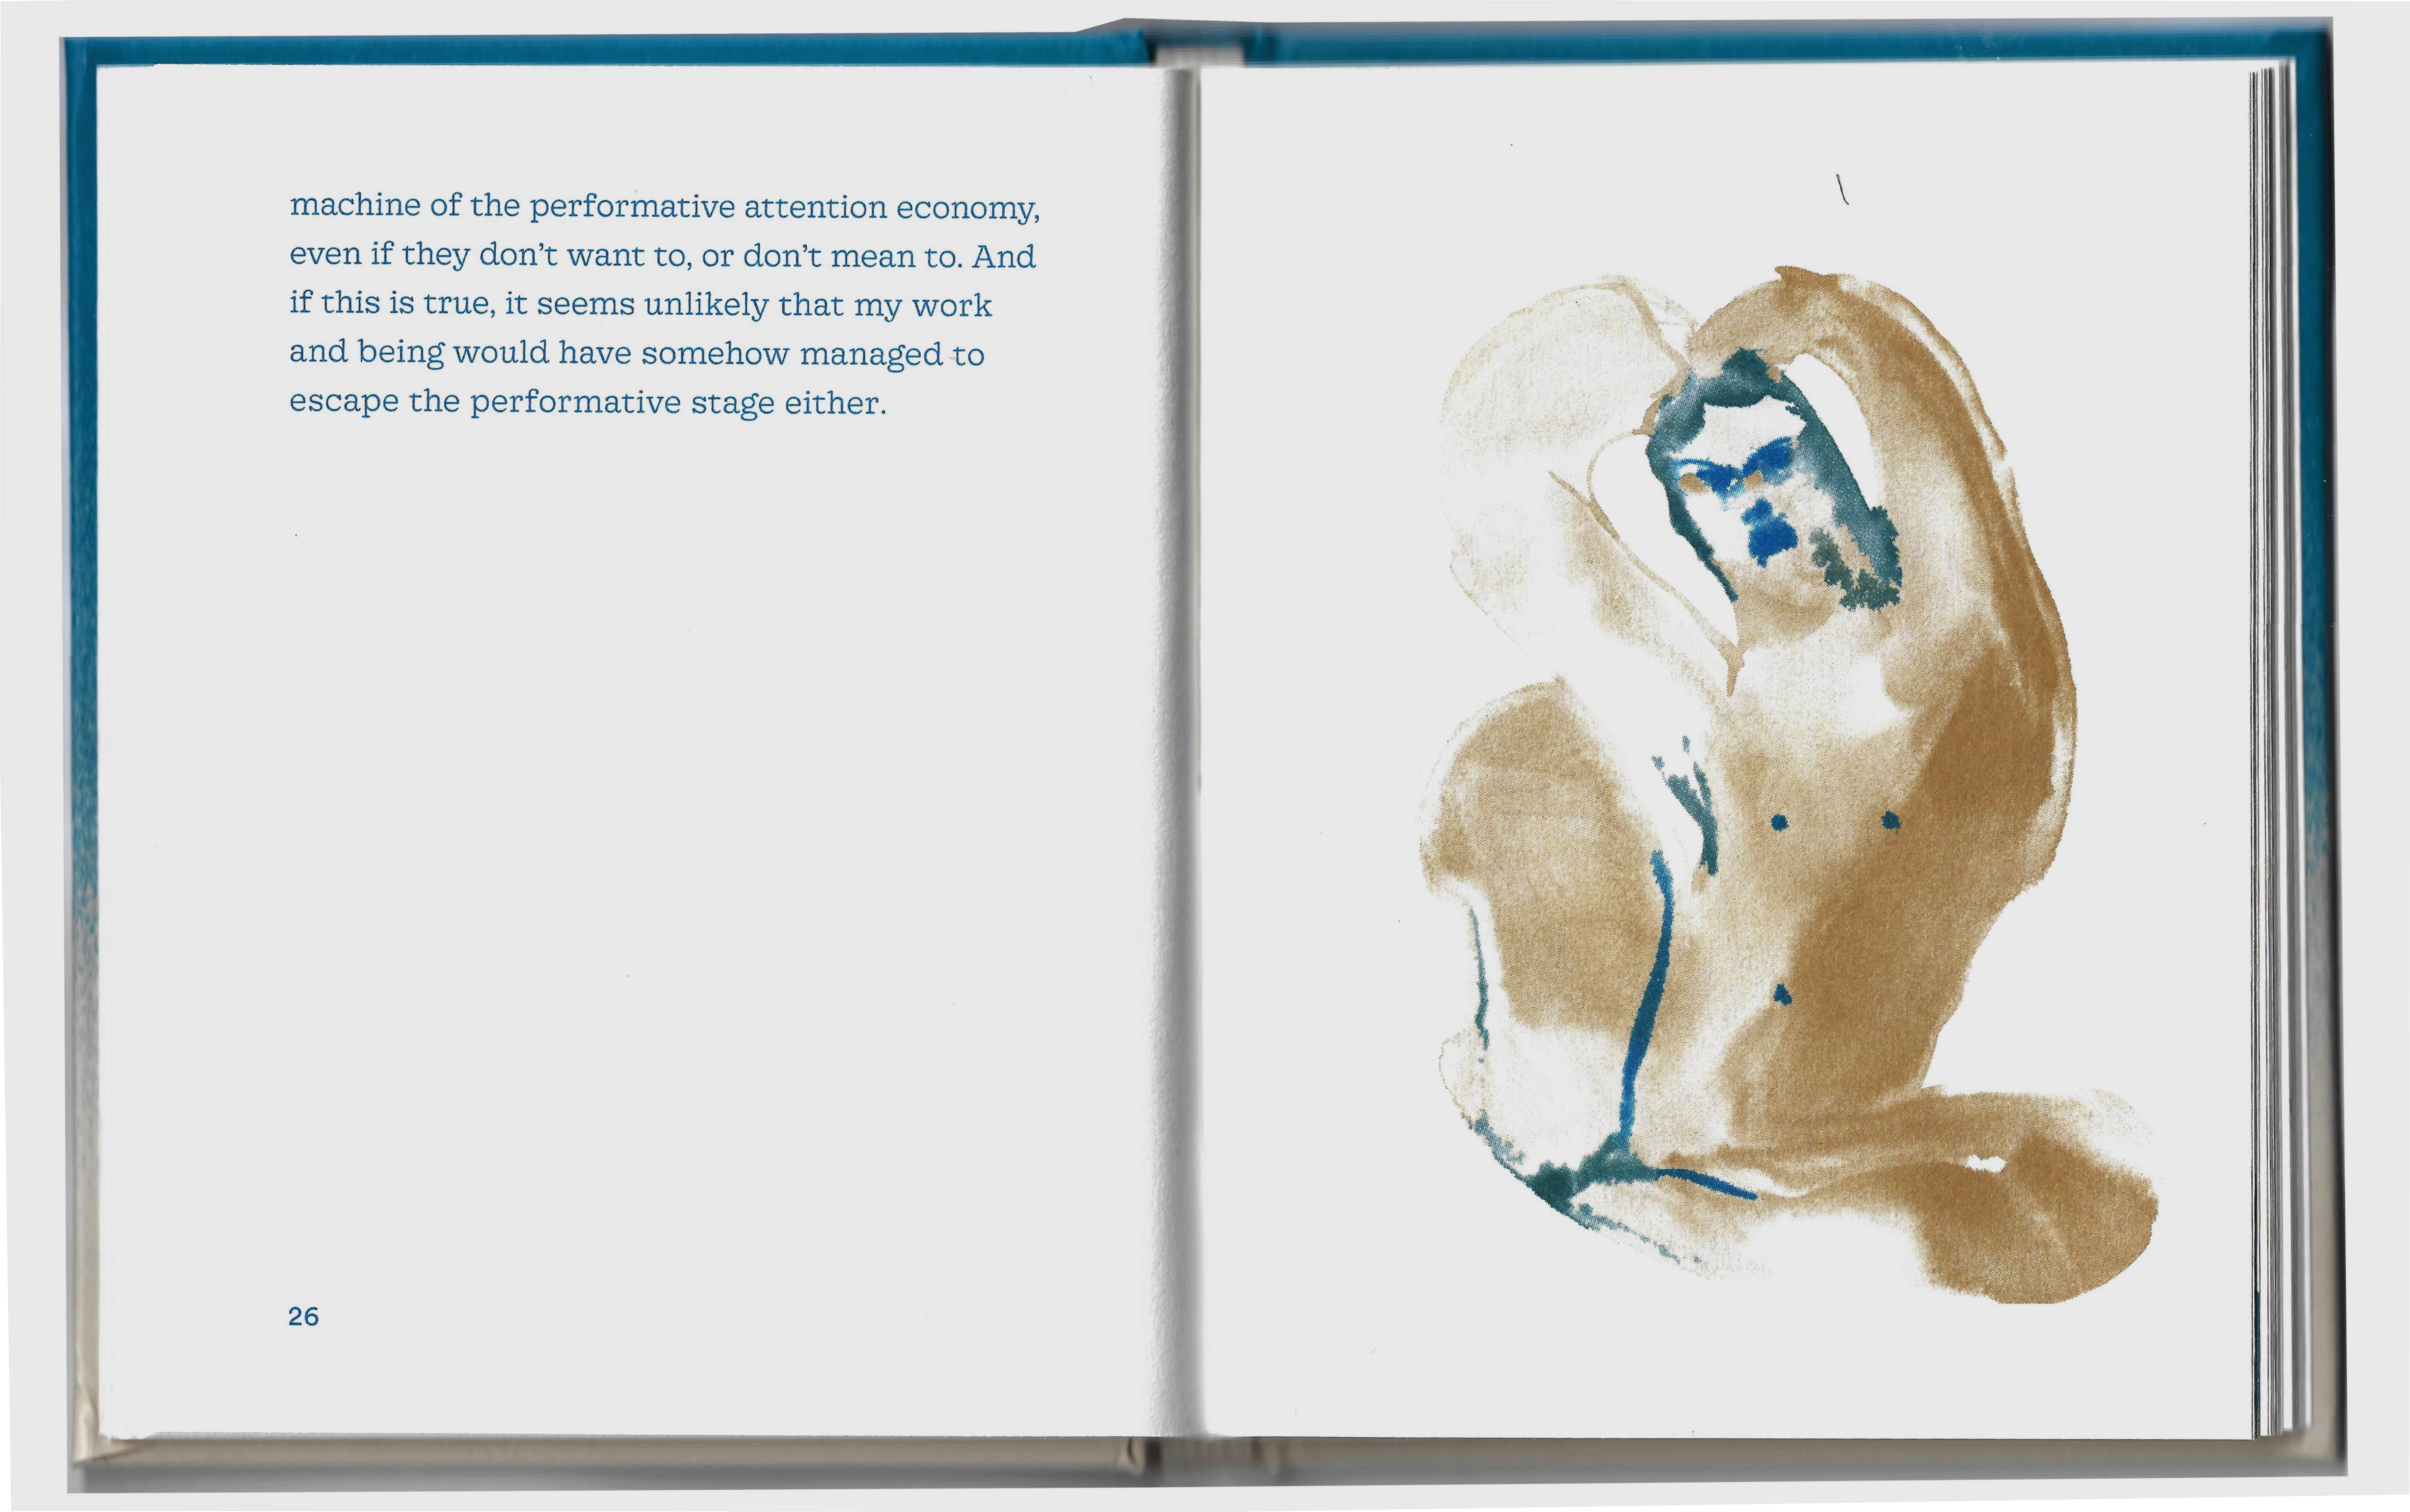 machine of the performative attention economy,
even if they don’t want to, or don’t mean to. And
if this is true, it seems unlikely that my work
and being would have somehow managed to
escape the performative stage either.
26